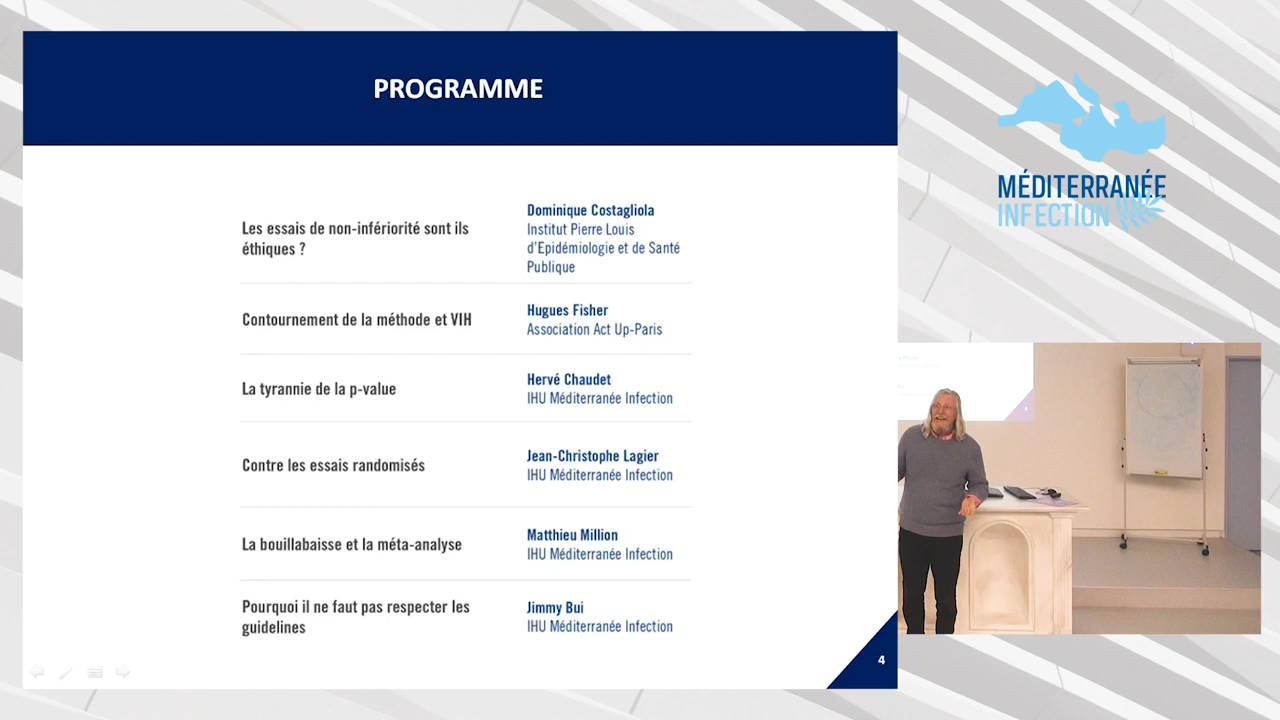 PROGRAMME
Les essais de non-infériorité sont ils
éthiques ?
Dominique Costagliola
Institut Pierre Louis
d'Epidémiologie et de Santé
Publique
Contournement de la méthode et VIH
Hugues Fisher
Association Act Up-Paris
La tyrannie de la p-value
Hervé Chaudet
IHU Méditerranée Infection
Contre les essais randomisés
Jean-Christophe Lagier
IHU Méditerranée Infection
La bouillabaisse et la méta-analyse
Matthieu Million
IHU Méditerranée Infection
Pourquoi il ne faut pas respecter les
guidelines
Jimmy Bui
IHU Méditerranée Infection
4
MÉDITERRANÉE
INFECTION